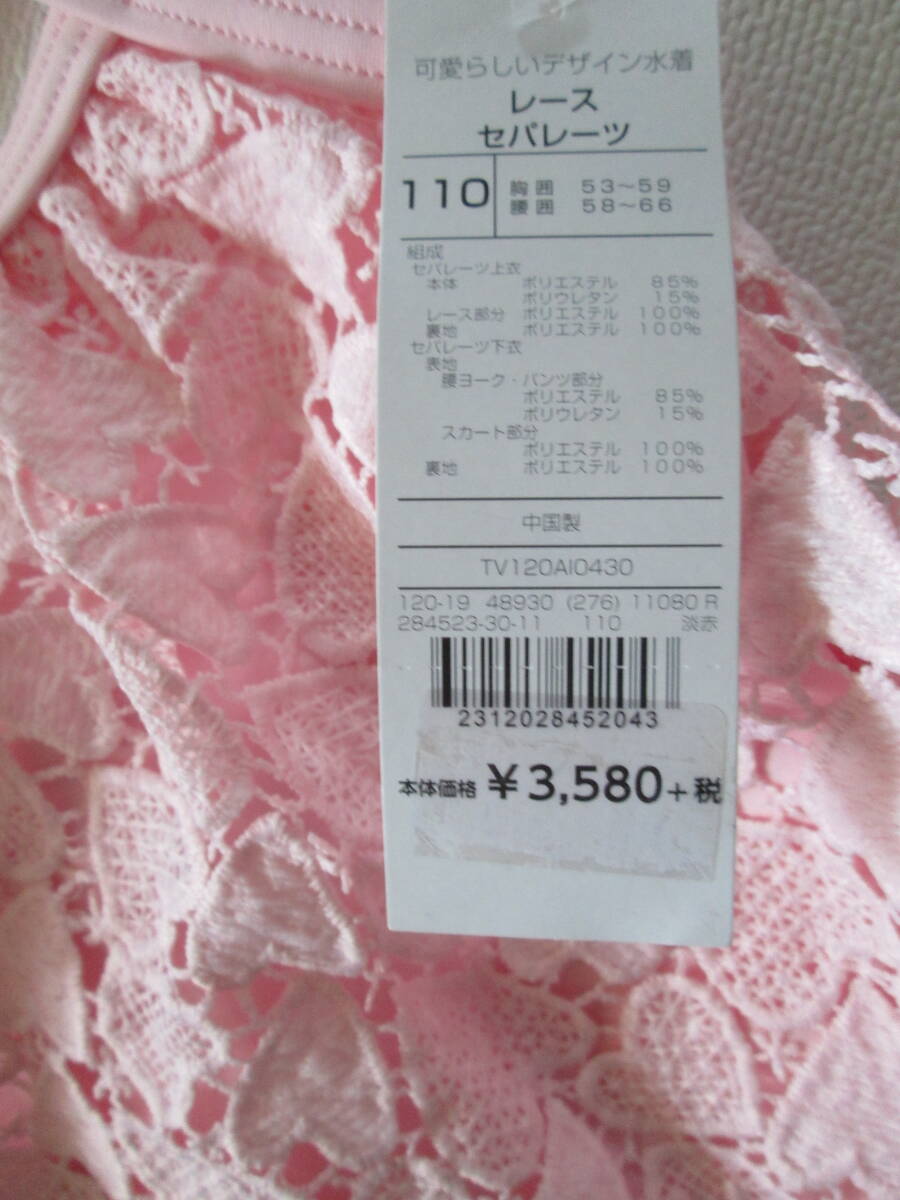 可愛らしいデザイン水着
レース
セパレーツ
110 胸囲 53～59
腰囲 58～66
組成
セパレーツ上衣
本体 ポリエステル 85%
ポリウレタン 15%
レース部分 ポリエステル 100%
裏地 ポリエステル 100%
セパレーツ下衣
表地
腰ヨーク・パンツ部分
ポリエステル 85%
ポリウレタン 15%
スカート部分
ポリエステル 100%
裏地 ポリエステル 100%
中国製
TV120AI0430
120-19 48930 (276) 11080 R
284523-30-11 110 淡赤
2312028452043
本体価格 ¥3,580+税